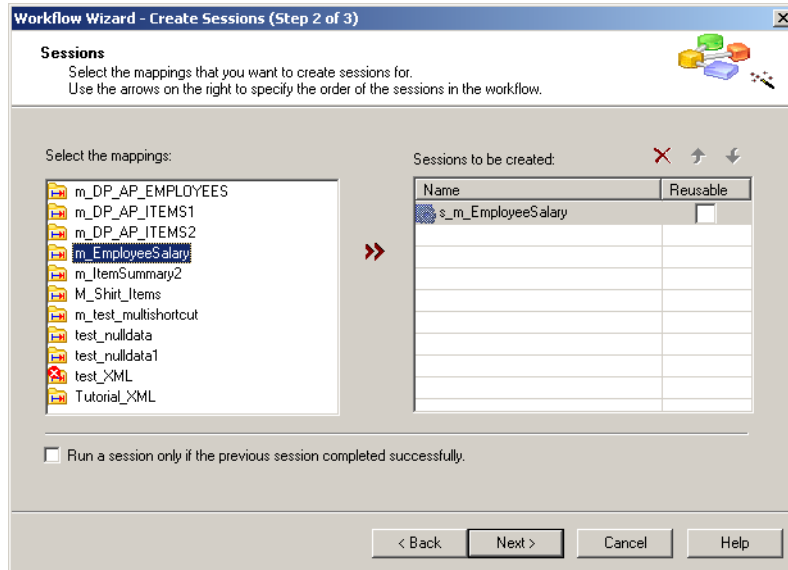 Workflow Wizard - Create Sessions (Step 2 of 3)
Sessions
Select the mappings that you want to create sessions for.
Use the arrows on the right to specify the order of the sessions in the workflow.
Select the mappings:
m_DP_AP_EMPLOYEES
m_DP_AP_ITEMS1
m_DP_AP_ITEMS2
m_EmployeeSalary
m_ItemSummary2
M_Shirt_Items
m_test_multishortcut
test_nulldata
test_nulldata1
test_XML
Tutorial_XML
Sessions to be created:
Name Reusable
s_m_EmployeeSalary
Run a session only if the previous session completed successfully.
< Back Next > Cancel Help